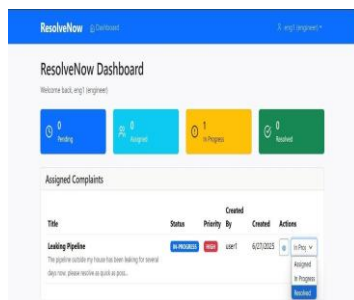 ResolveNow Dashboard
eng1 (engineer)
ResolveNow Dashboard
Welcome back, eng1 (engineer)
0 0 1 0
Pending Assigned In Progress Resolved
Assigned Complaints
Created
Title Status Priority By Created Actions
Leaking Pipeline IN-PROGRESS HIGH user1 6/27/2025 In Prog
The pipeline outside my house has been leaking for several
days now. please resolve as quick as poss..
Assigned
In Progress
Resolved